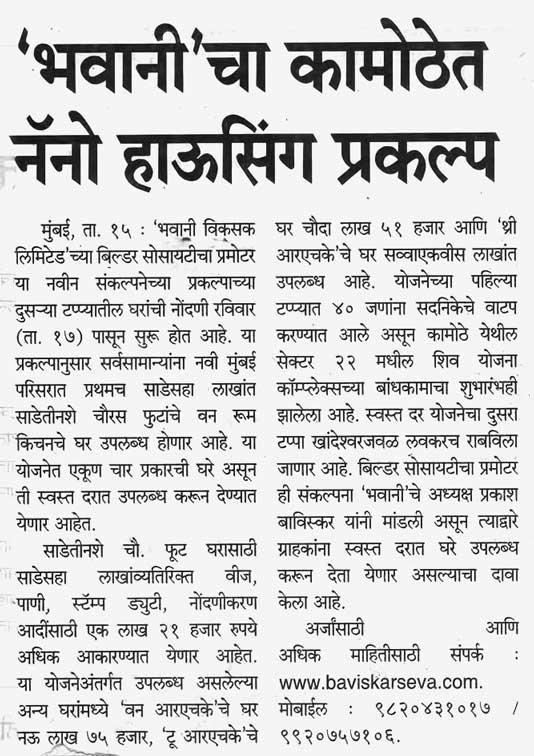 ‘भवानी’चा कामोठेत
नॅनो हाऊसिंग प्रकल्प
मुंबई, ता. १५ : ‘भवानी विकसक
लिमिटेड’च्या बिल्डर सोसायटीचा प्रमोटर
या नवीन संकल्पनेच्या प्रकल्पाच्या
दुसऱ्या टप्प्यातील घरांची नोंदणी रविवार
(ता. १७) पासून सुरू होत आहे. या
प्रकल्पानुसार सर्वसामान्यांना नवी मुंबई
परिसरात प्रथमच साडेसहा लाखांत
साडेतीनशे चौरस फुटांचे वन रूम
किचनचे घर उपलब्ध होणार आहे. या
योजनेत एकूण चार प्रकारची घरे असून
ती स्वस्त दरात उपलब्ध करून देण्यात
येणार आहेत.
साडेतीनशे चौ. फूट घरासाठी
साडेसहा लाखांव्यतिरिक्त वीज,
पाणी, स्टॅम्प ड्युटी, नोंदणीकरण
आदींसाठी एक लाख २१ हजार रुपये
अधिक आकारण्यात येणार आहेत.
या योजनेअंतर्गत उपलब्ध असलेल्या
अन्य घरांमध्ये ‘वन आरएचके’चे घर
नऊ लाख ७५ हजार, ‘टू आरएचके’चे
घर चौदा लाख ५१ हजार आणि ‘थ्री
आरएचके’चे घर सव्वाएकवीस लाखांत
उपलब्ध आहे. योजनेच्या पहिल्या
टप्प्यात ४० जणांना सदनिकेचे वाटप
करण्यात आले असून कामोठे येथील
सेक्टर २२ मधील शिव योजना
कॉम्प्लेक्सच्या बांधकामाचा शुभारंभही
झालेला आहे. स्वस्त दर योजनेचा दुसरा
टप्पा खांदेश्वरजवळ लवकरच राबविला
जाणार आहे. बिल्डर सोसायटीचा प्रमोटर
ही संकल्पना ‘भवानी’चे अध्यक्ष प्रकाश
बाविस्कर यांनी मांडली असून त्याद्वारे
ग्राहकांना स्वस्त दरात घरे उपलब्ध
करून देता येणार असल्याचा दावा
केला आहे.
अर्जासाठी आणि
अधिक माहितीसाठी संपर्क :
www.baviskarseva.com.
मोबाईल : ९८२०४३१०१७ /
९९२०७५७१०६.